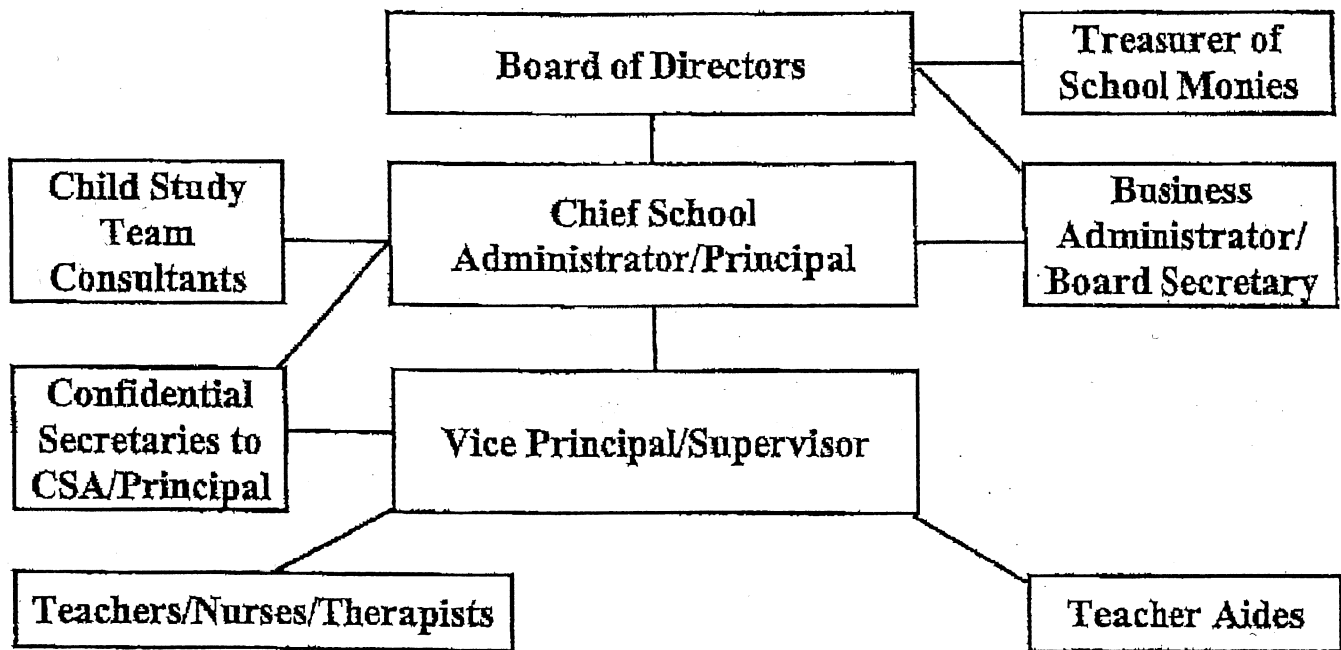 Board of Directors
Treasurer of
School Monies
Child Study
Team
Consultants
Chief School
Administrator/Principal
Business
Administrator/
Board Secretary
Confidential
Secretaries to
CSA/Principal
Vice Principal/Supervisor
Teachers/Nurses/Therapists
Teacher Aides